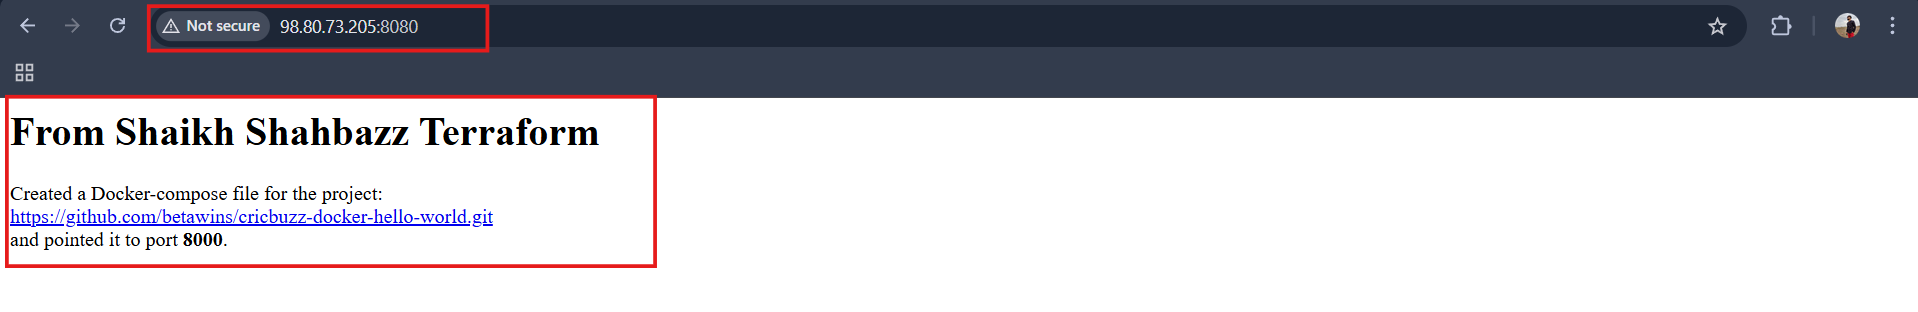 Not secure 98.80.73.205:8080
From Shaikh Shahbazz Terraform
Created a Docker-compose file for the project:
https://github.com/betawins/cricbuzz-docker-hello-world.git
and pointed it to port 8000.